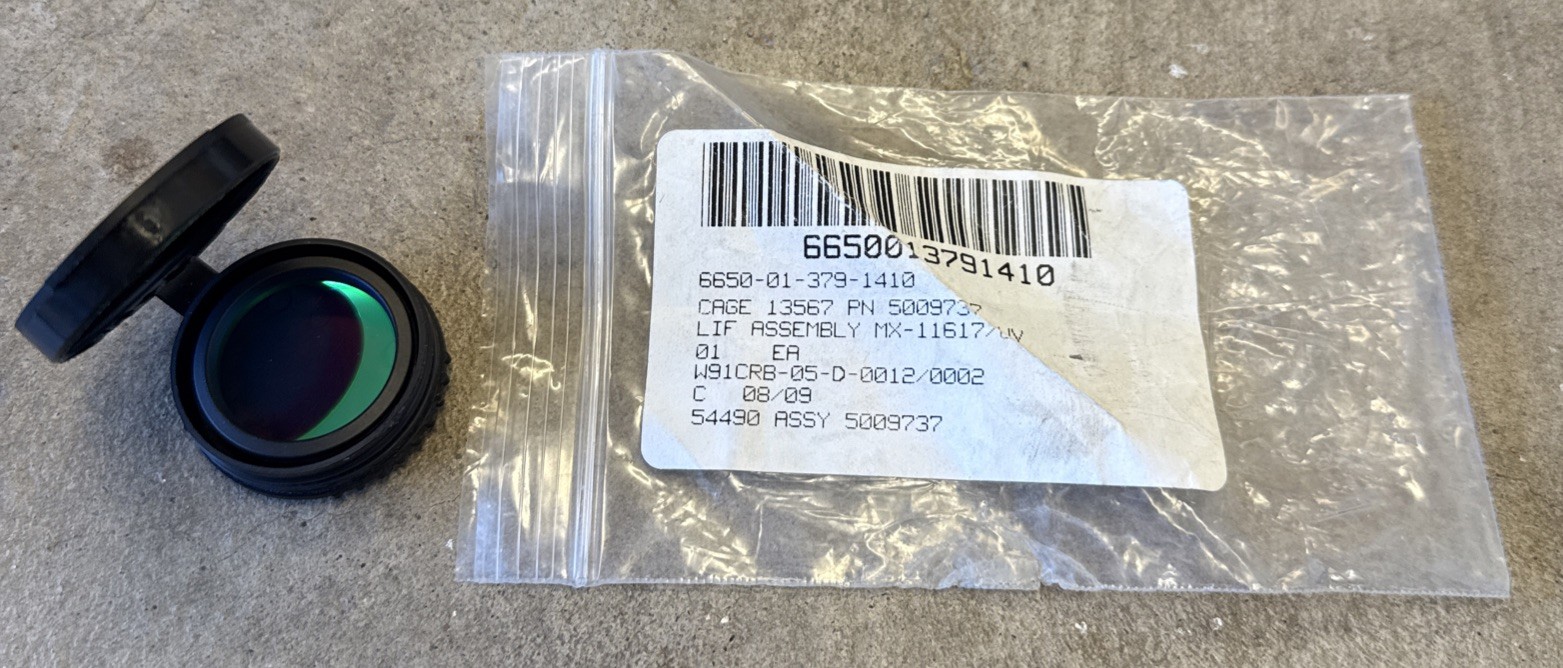 6650013791410
6650-01-379-1410
CAGE 13567 PN 5009737
LIF ASSEMBLY MX-11617/UV
01 EA
W91CRB-05-D-0012/0002
C 08/09
54490 ASSY 5009737